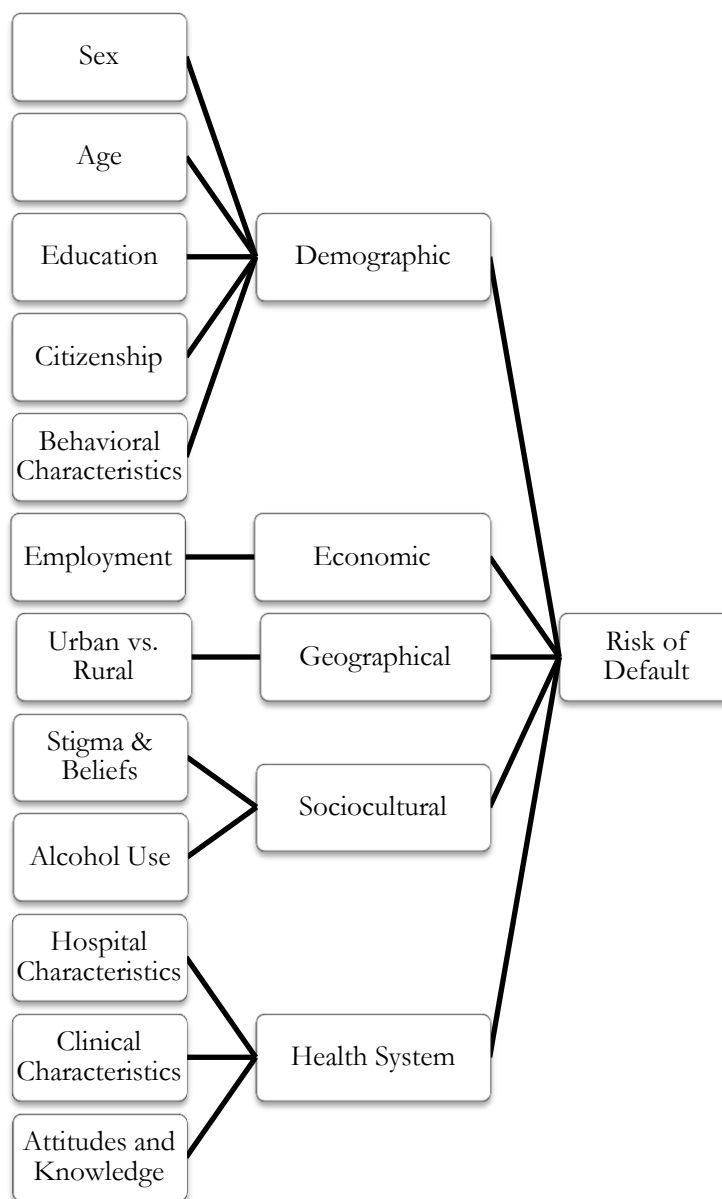 Sex
Age
Education
Citizenship
Behavioral
Characteristics
Demographic
Employment
Economic
Urban vs.
Rural
Geographical
Stigma &
Beliefs
Alcohol Use
Sociocultural
Hospital
Characteristics
Clinical
Characteristics
Attitudes and
Knowledge
Health System
Risk of
Default